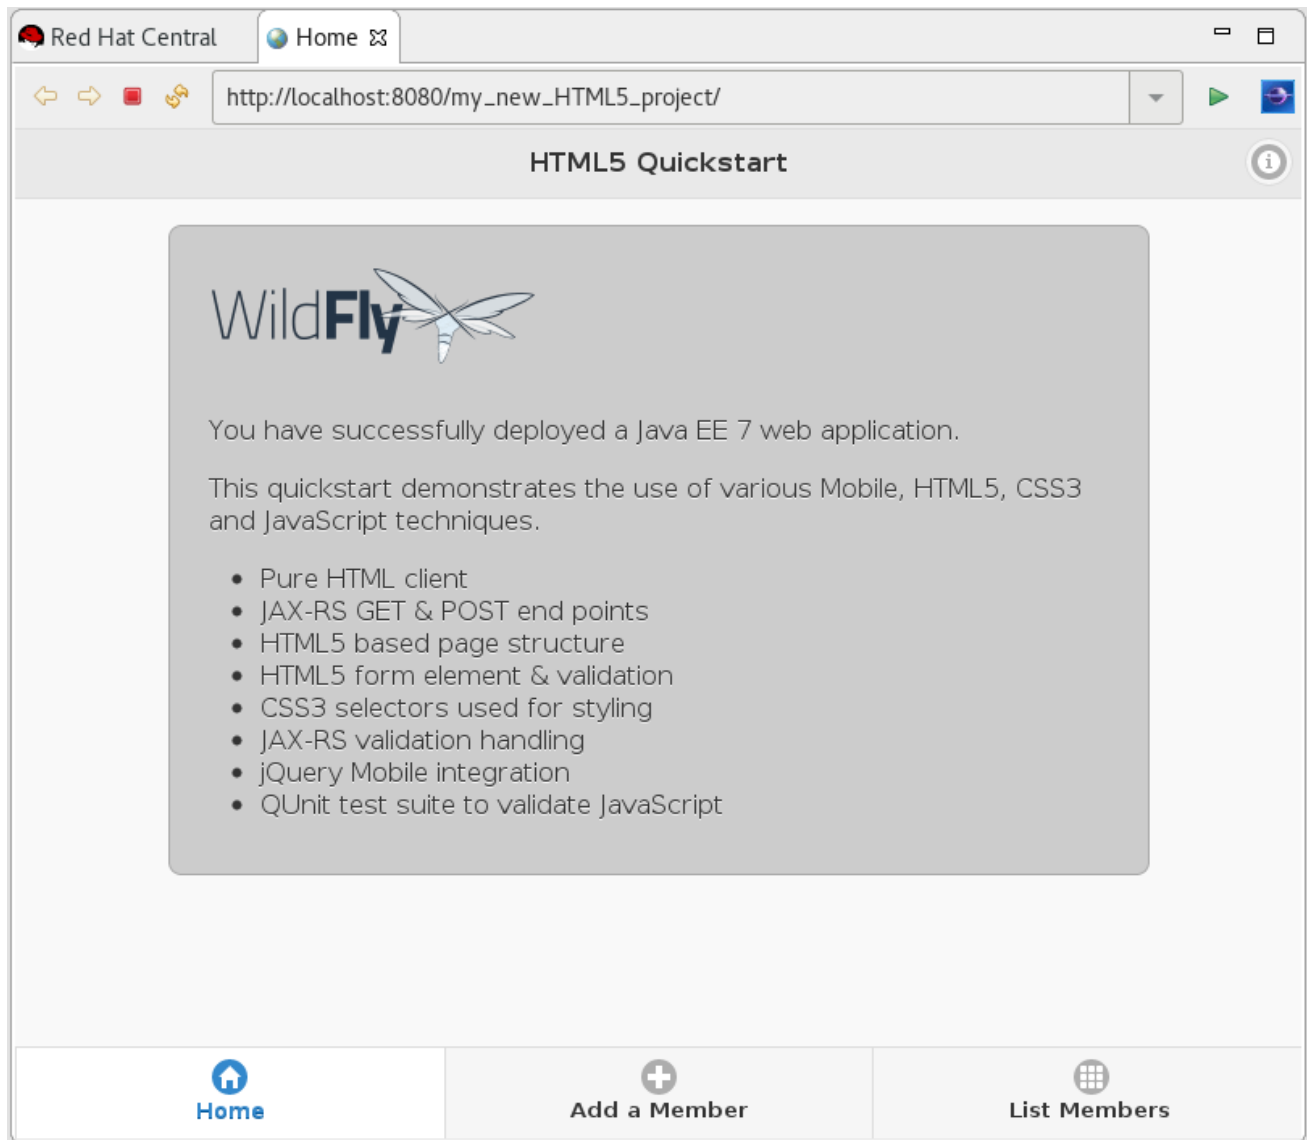 Red Hat Central
Home
http://localhost:8080/my_new_HTML5_project/
HTML5 Quickstart
WildFly
You have successfully deployed a Java EE 7 web application.
This quickstart demonstrates the use of various Mobile, HTML5, CSS3
and JavaScript techniques.
• Pure HTML client
• JAX-RS GET & POST end points
• HTML5 based page structure
• HTML5 form element & validation
• CSS3 selectors used for styling
• JAX-RS validation handling
• jQuery Mobile integration
• QUnit test suite to validate JavaScript
Home
Add a Member
List Members